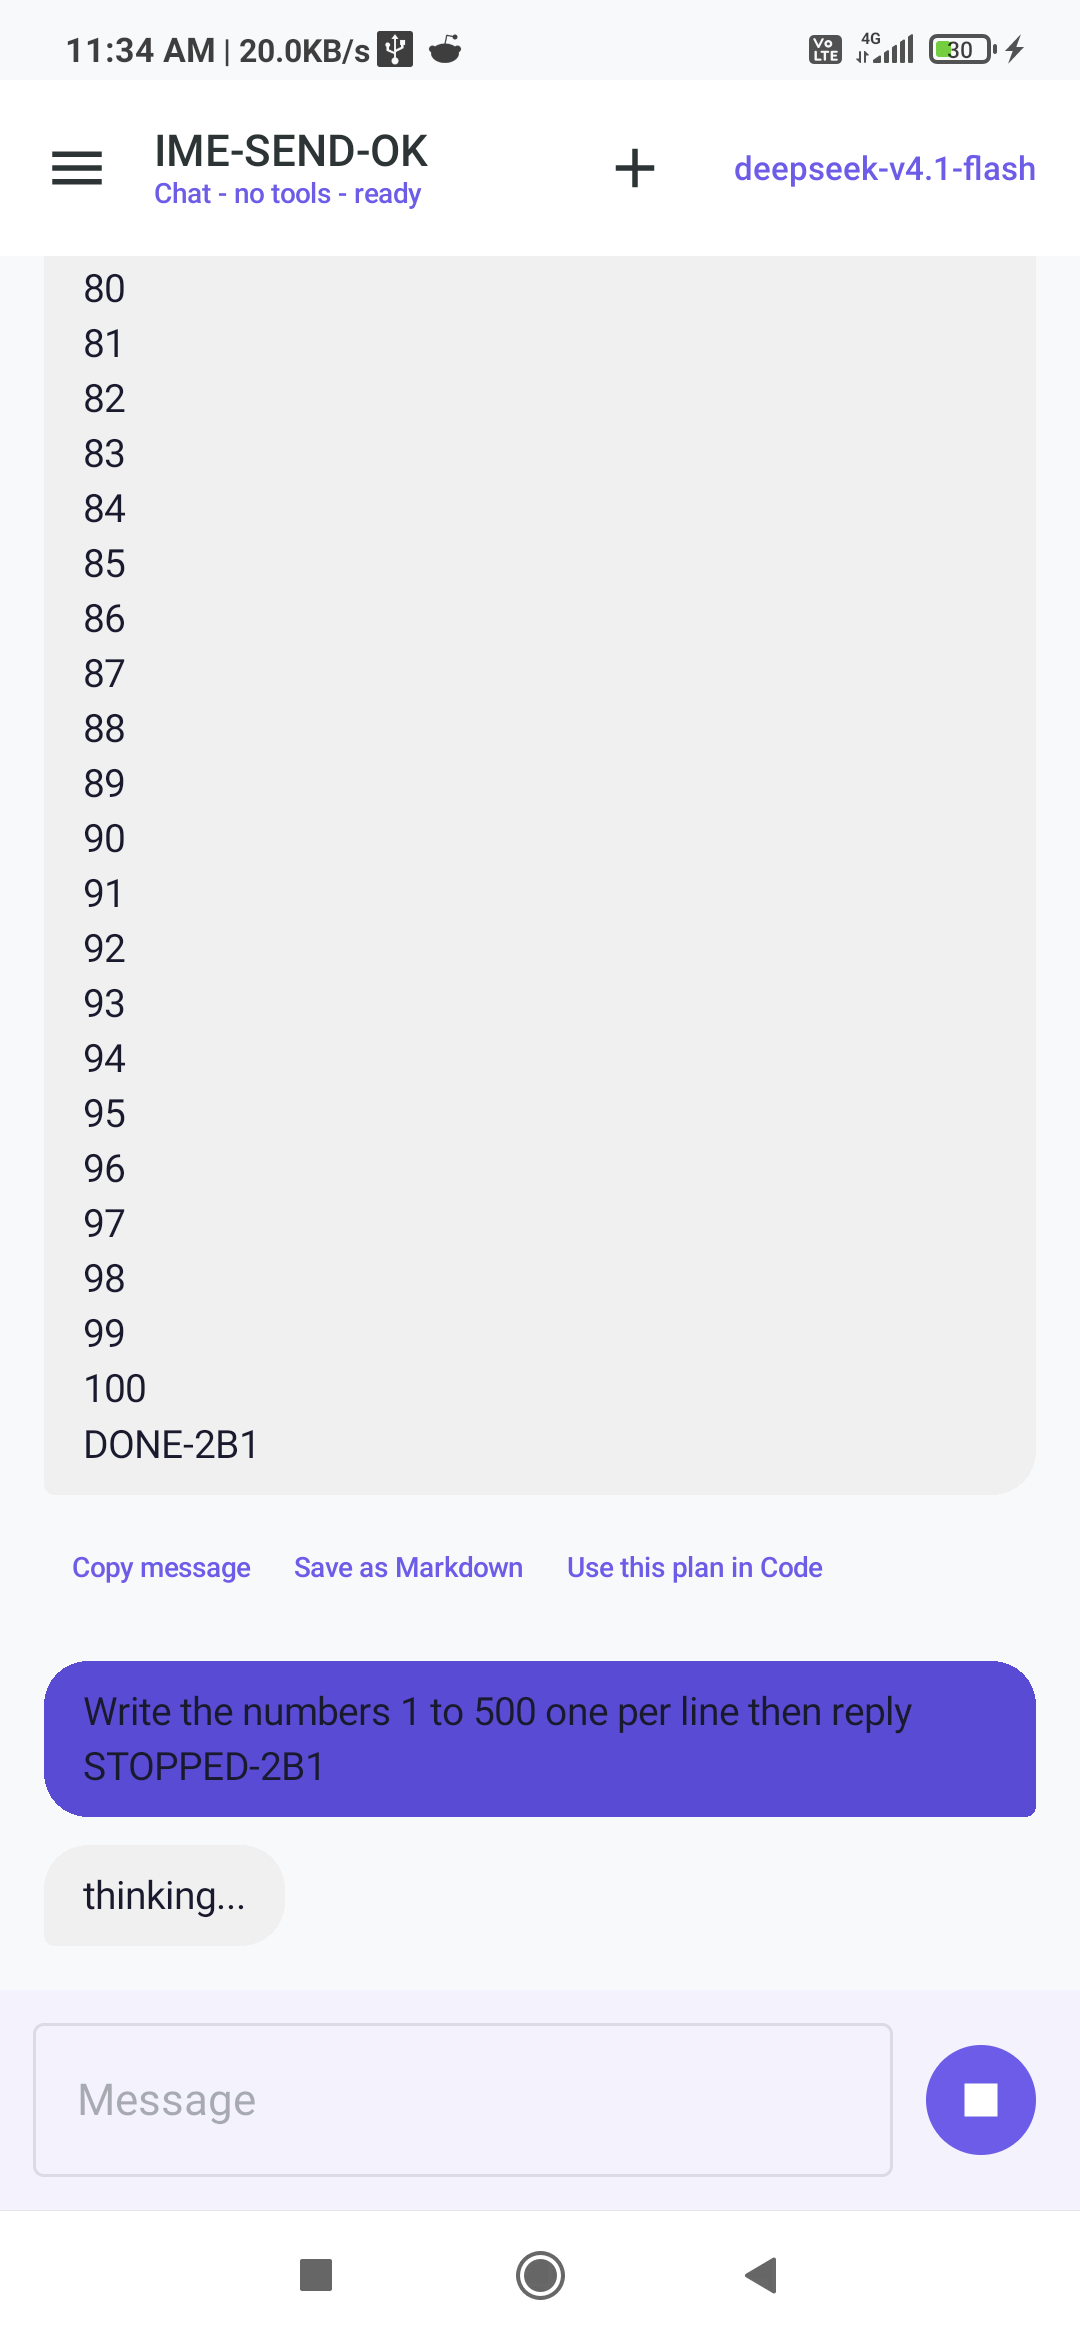 11:34 AM | 20.0KB/s
Vo LTE
4G
30
IME-SEND-OK
Chat - no tools - ready
deepseek-v4.1-flash
80
81
82
83
84
85
86
87
88
89
90
91
92
93
94
95
96
97
98
99
100
DONE-2B1
Copy message Save as Markdown Use this plan in Code
Write the numbers 1 to 500 one per line then reply
STOPPED-2B1
thinking...
Message